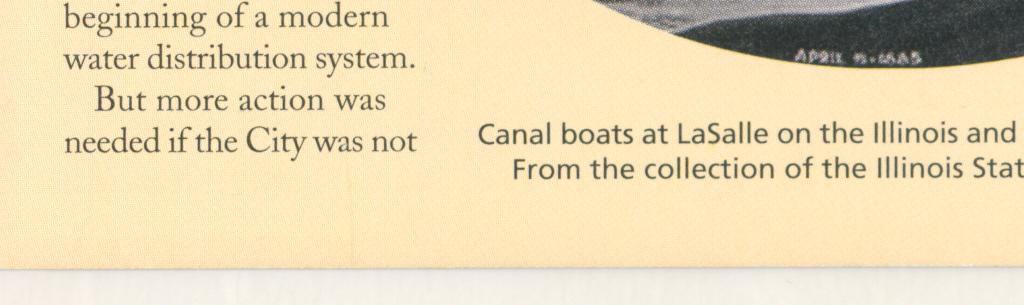 beginning of a modern
water distribution system.
But more action was
needed if the City was not
Canal boats at LaSalle on the Illinois and
From the collection of the Illinois Stat
APRIL